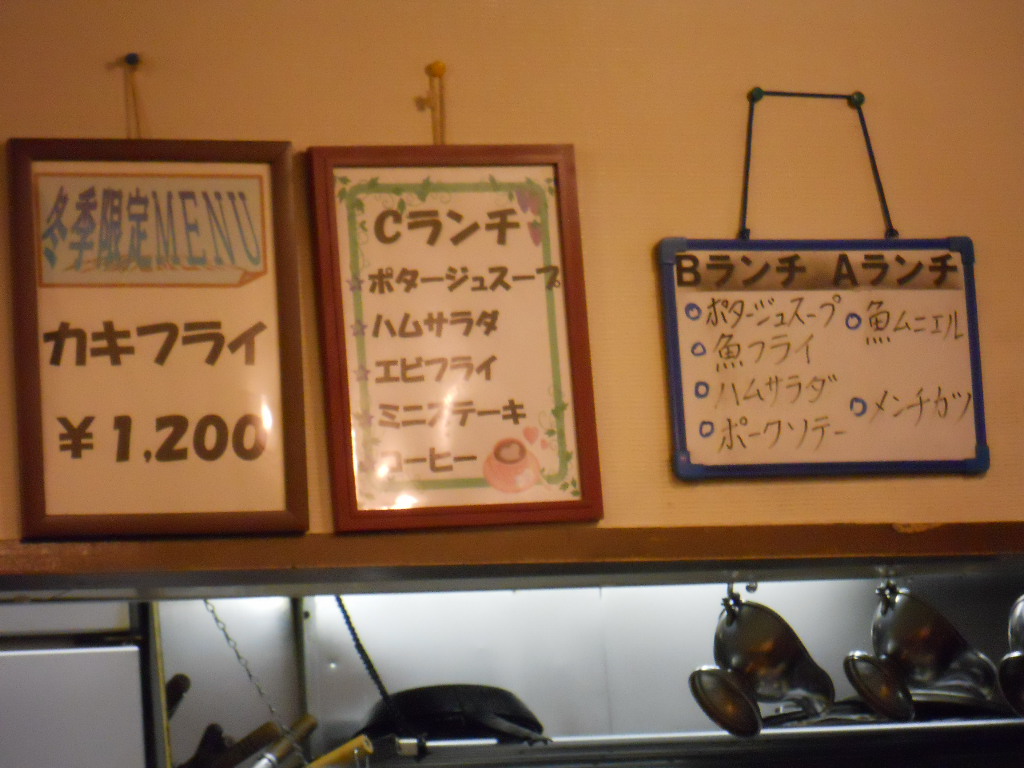 冬季限定MENU
カキフライ
￥1,200
Cランチ
☆ポタージュスープ
☆ハムサラダ
☆エビフライ
☆ミニステーキ
☆コーヒー
Bランチ Aランチ
○ポタージュスープ
○魚フライ
○ハムサラダ
○ポークソテー
○魚ムニエル
○メンチカツ